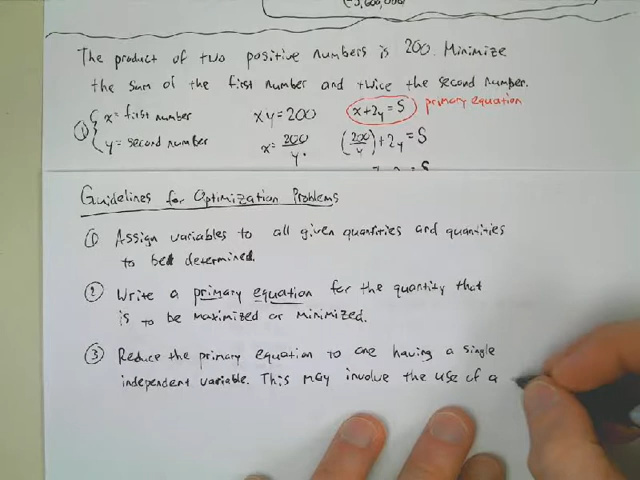 The product of two positive numbers is 200. Minimize
the sum of the first number and twice the second number.
① { x = first number xy = 200 x+2y = S primary equation
y = second number x = 200/y (200/y) + 2y = S
Guidelines for Optimization Problems
① Assign variables to all given quantities and quantities
to be determined.
② Write a primary equation for the quantity that
is to be maximized or minimized.
③ Reduce the primary equation to one having a single
independent variable. This may involve the use of a